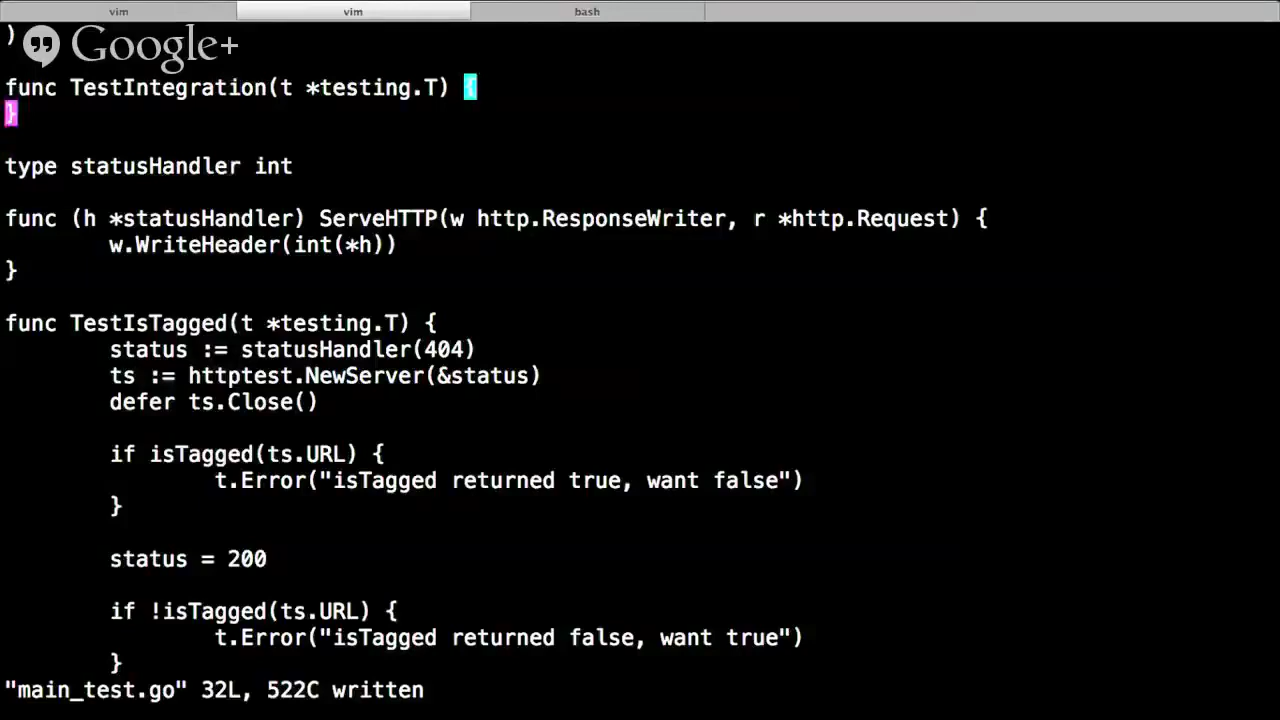 vim vim bash
)
Google+
func TestIntegration(t *testing.T) {
}
type statusHandler int
func (h *statusHandler) ServeHTTP(w http.ResponseWriter, r *http.Request) {
w.WriteHeader(int(*h))
}
func TestIsTagged(t *testing.T) {
status := statusHandler(404)
ts := httptest.NewServer(&status)
defer ts.Close()
if isTagged(ts.URL) {
t.Error("isTagged returned true, want false")
}
status = 200
if !isTagged(ts.URL) {
t.Error("isTagged returned false, want true")
}
"main_test.go" 32L, 522C written